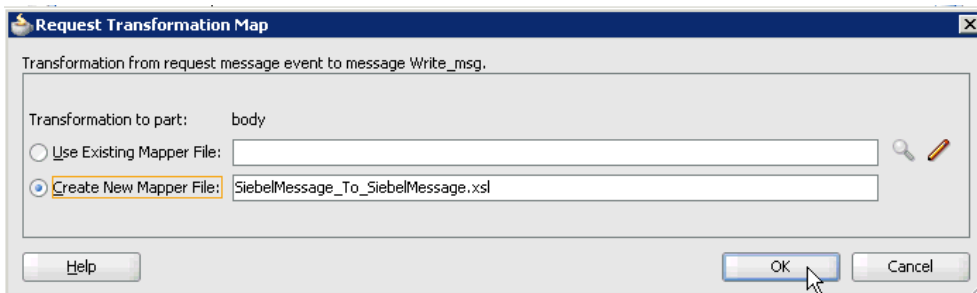 Request Transformation Map
Transformation from request message event to message Write_msg.
Transformation to part: body
Use Existing Mapper File:
Create New Mapper File: SiebelMessage_To_SiebelMessage.xsl
Help OK Cancel